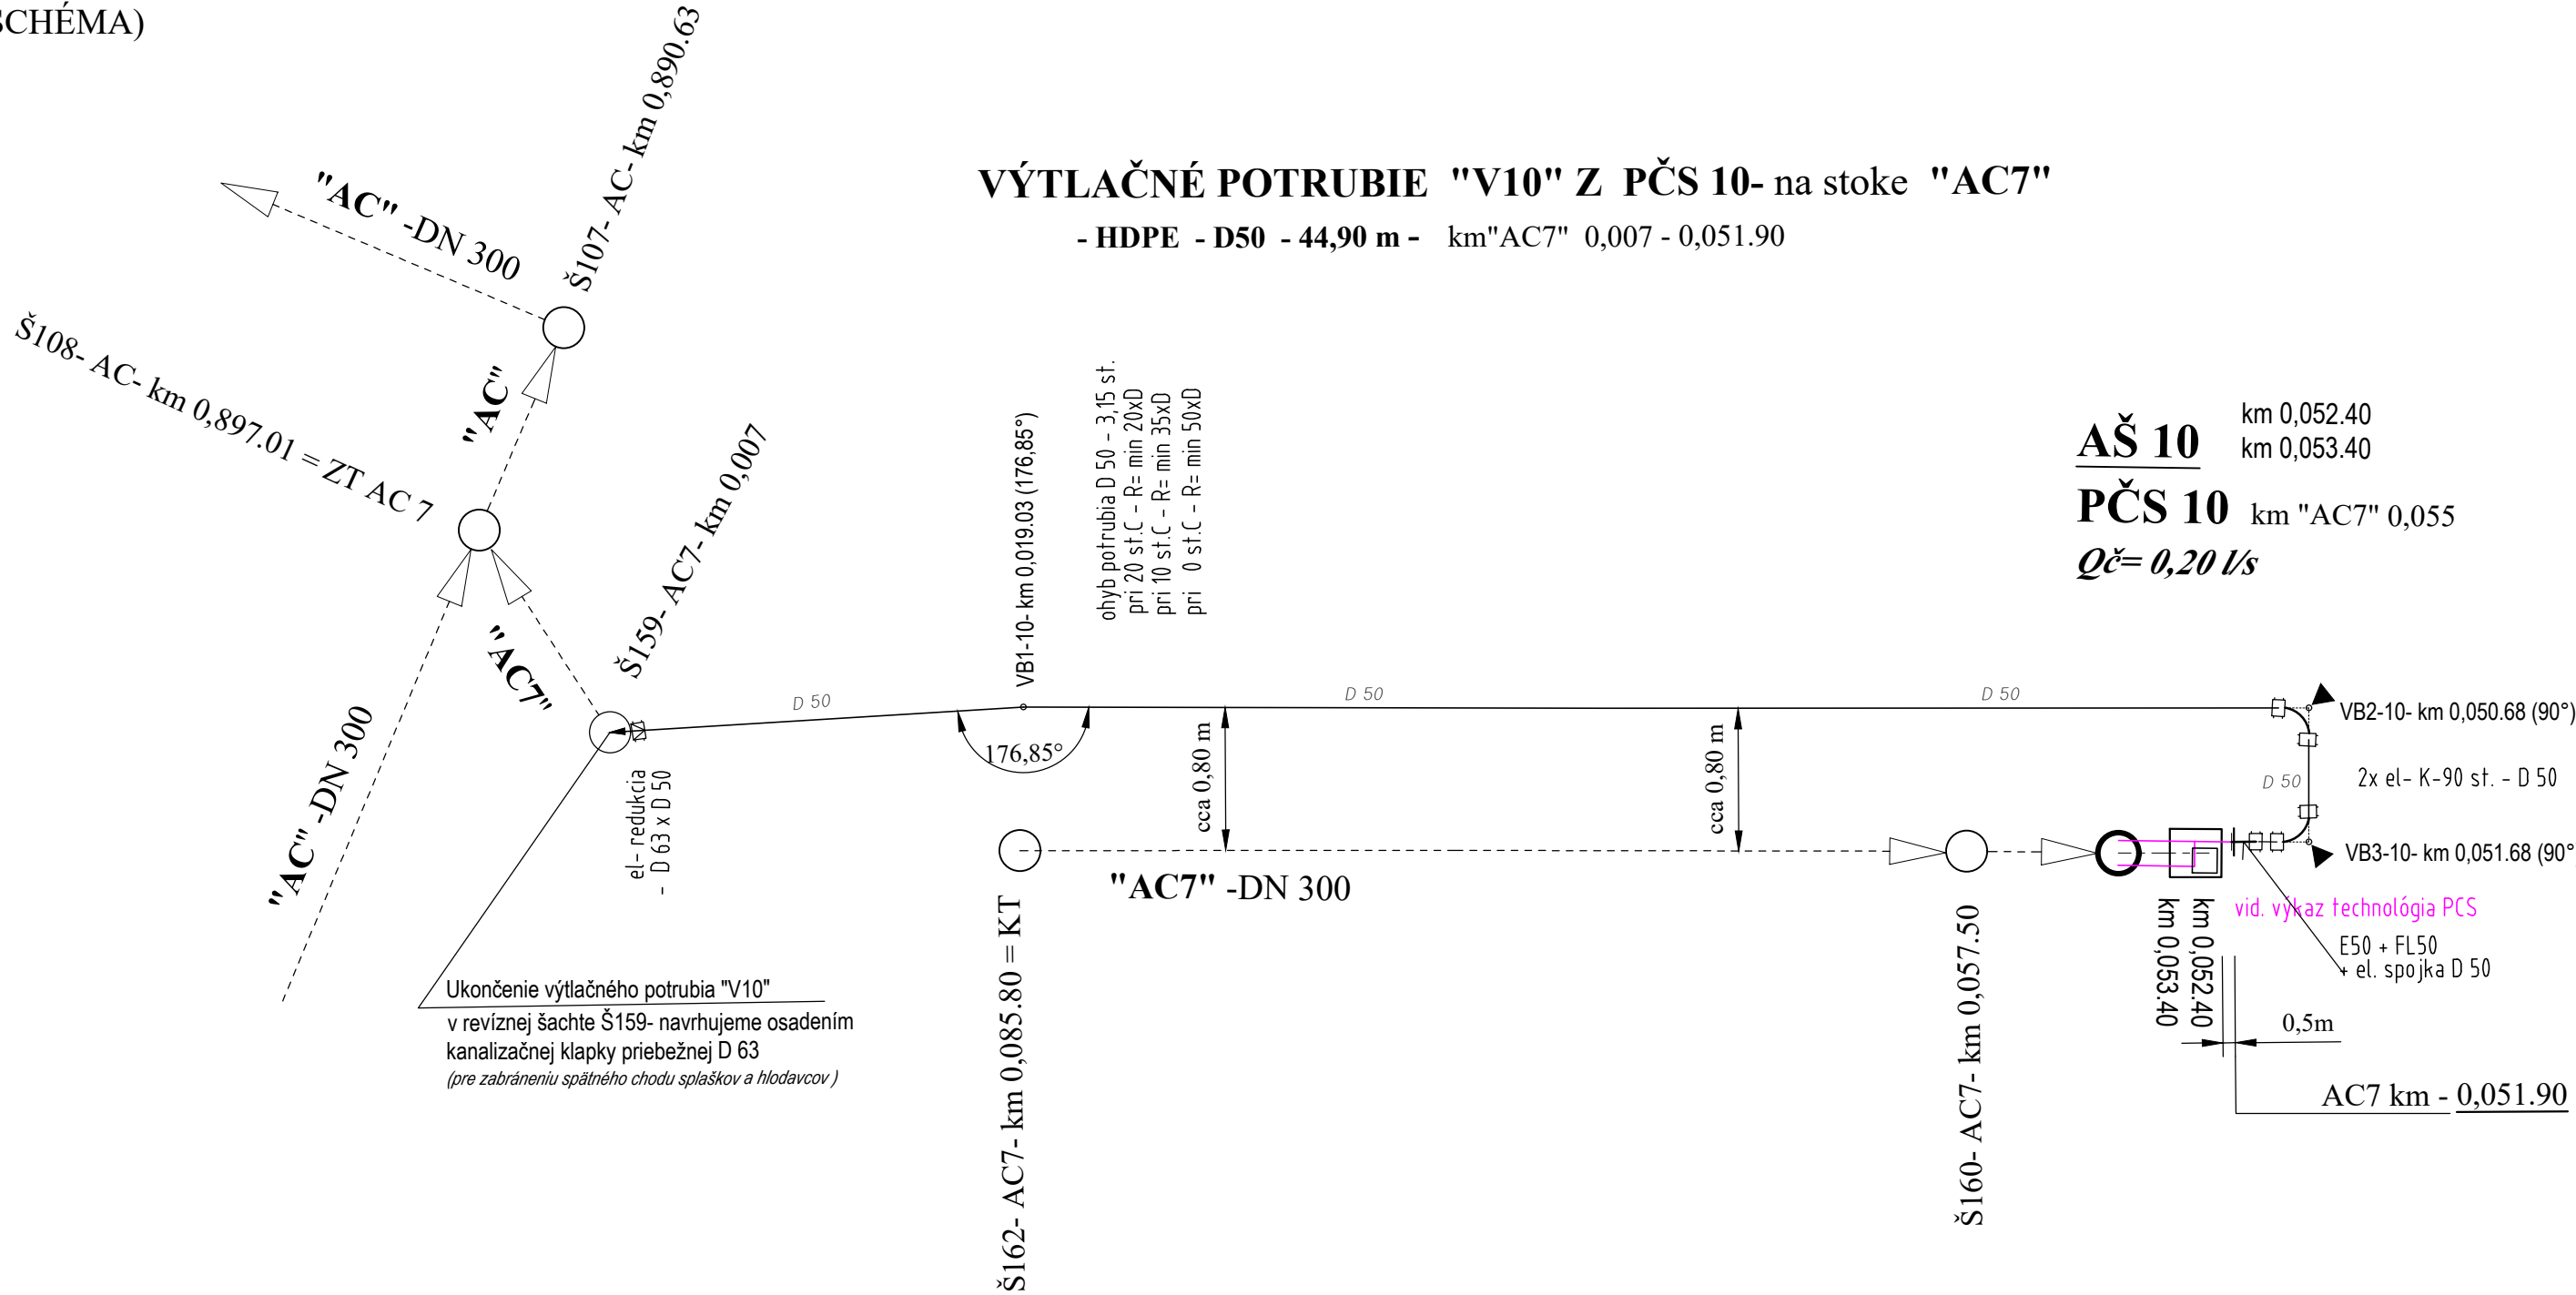 SCHÉMA)
VÝTLAČNÉ POTRUBIE "V10" Z PČS 10- na stoke "AC7"
- HDPE - D50 - 44,90 m - km"AC7" 0,007 - 0,051.90
"AC" -DN 300
Š107- AC- km 0,890.63
Š108- AC- km 0,897.01 = ZT AC 7
"AC"
"AC7"
"AC" -DN 300
Š159- AC7- km 0,007
D 50
VB1-10- km 0,019.03 (176,85°)
ohyb potrubia D 50 - 3,15 st.
pri 20 st.C - R= min 20xD
pri 10 st.C - R= min 35xD
pri 0 st.C - R= min 50xD
176,85°
D 50
D 50
cca 0,80 m
cca 0,80 m
el- redukcia
- D 63 x D 50
AŠ 10
km 0,052.40
km 0,053.40
PČS 10 km "AC7" 0,055
Qč= 0,20 l/s
VB2-10- km 0,050.68 (90°)
2x el- K-90 st. - D 50
D 50
VB3-10- km 0,051.68 (90°
vid. výkaz technológia PCS
E50 + FL50
+ el. spojka D 50
km 0,052.40
km 0,053.40
0,5m
AC7 km - 0,051.90
"AC7" -DN 300
Š162- AC7- km 0,085.80 = KT
Š160- AC7- km 0,057.50
Ukončenie výtlačného potrubia "V10"
v revíznej šachte Š159- navrhujeme osadením
kanalizačnej klapky priebežnej D 63
(pre zabráneniu spätného chodu splaškov a hlodavcov )